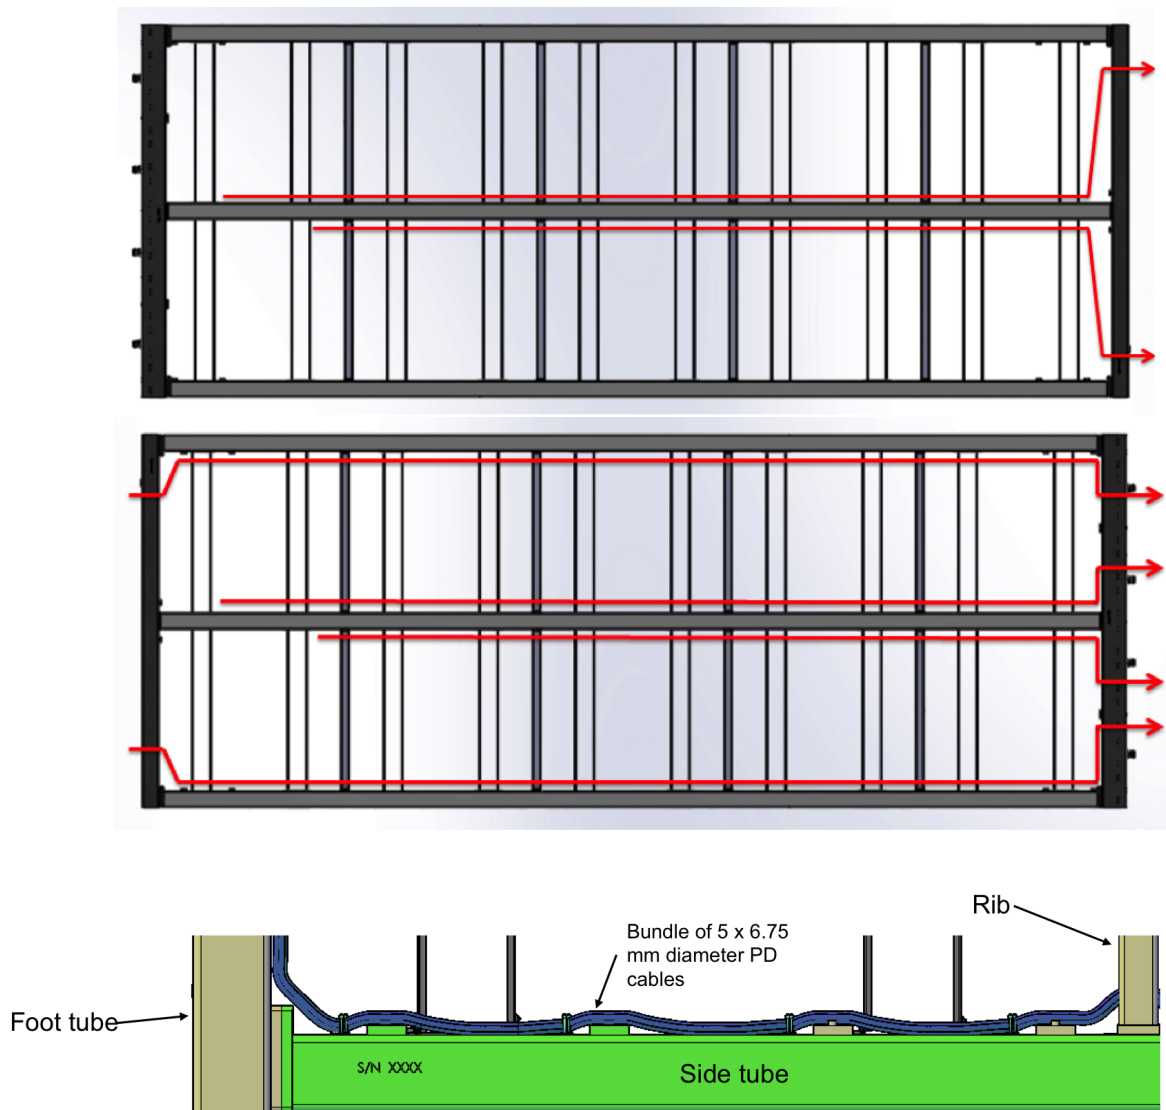 Rib
Bundle of 5 x 6.75
mm diameter PD
cables
Foot tube
S/N XXXX
Side tube